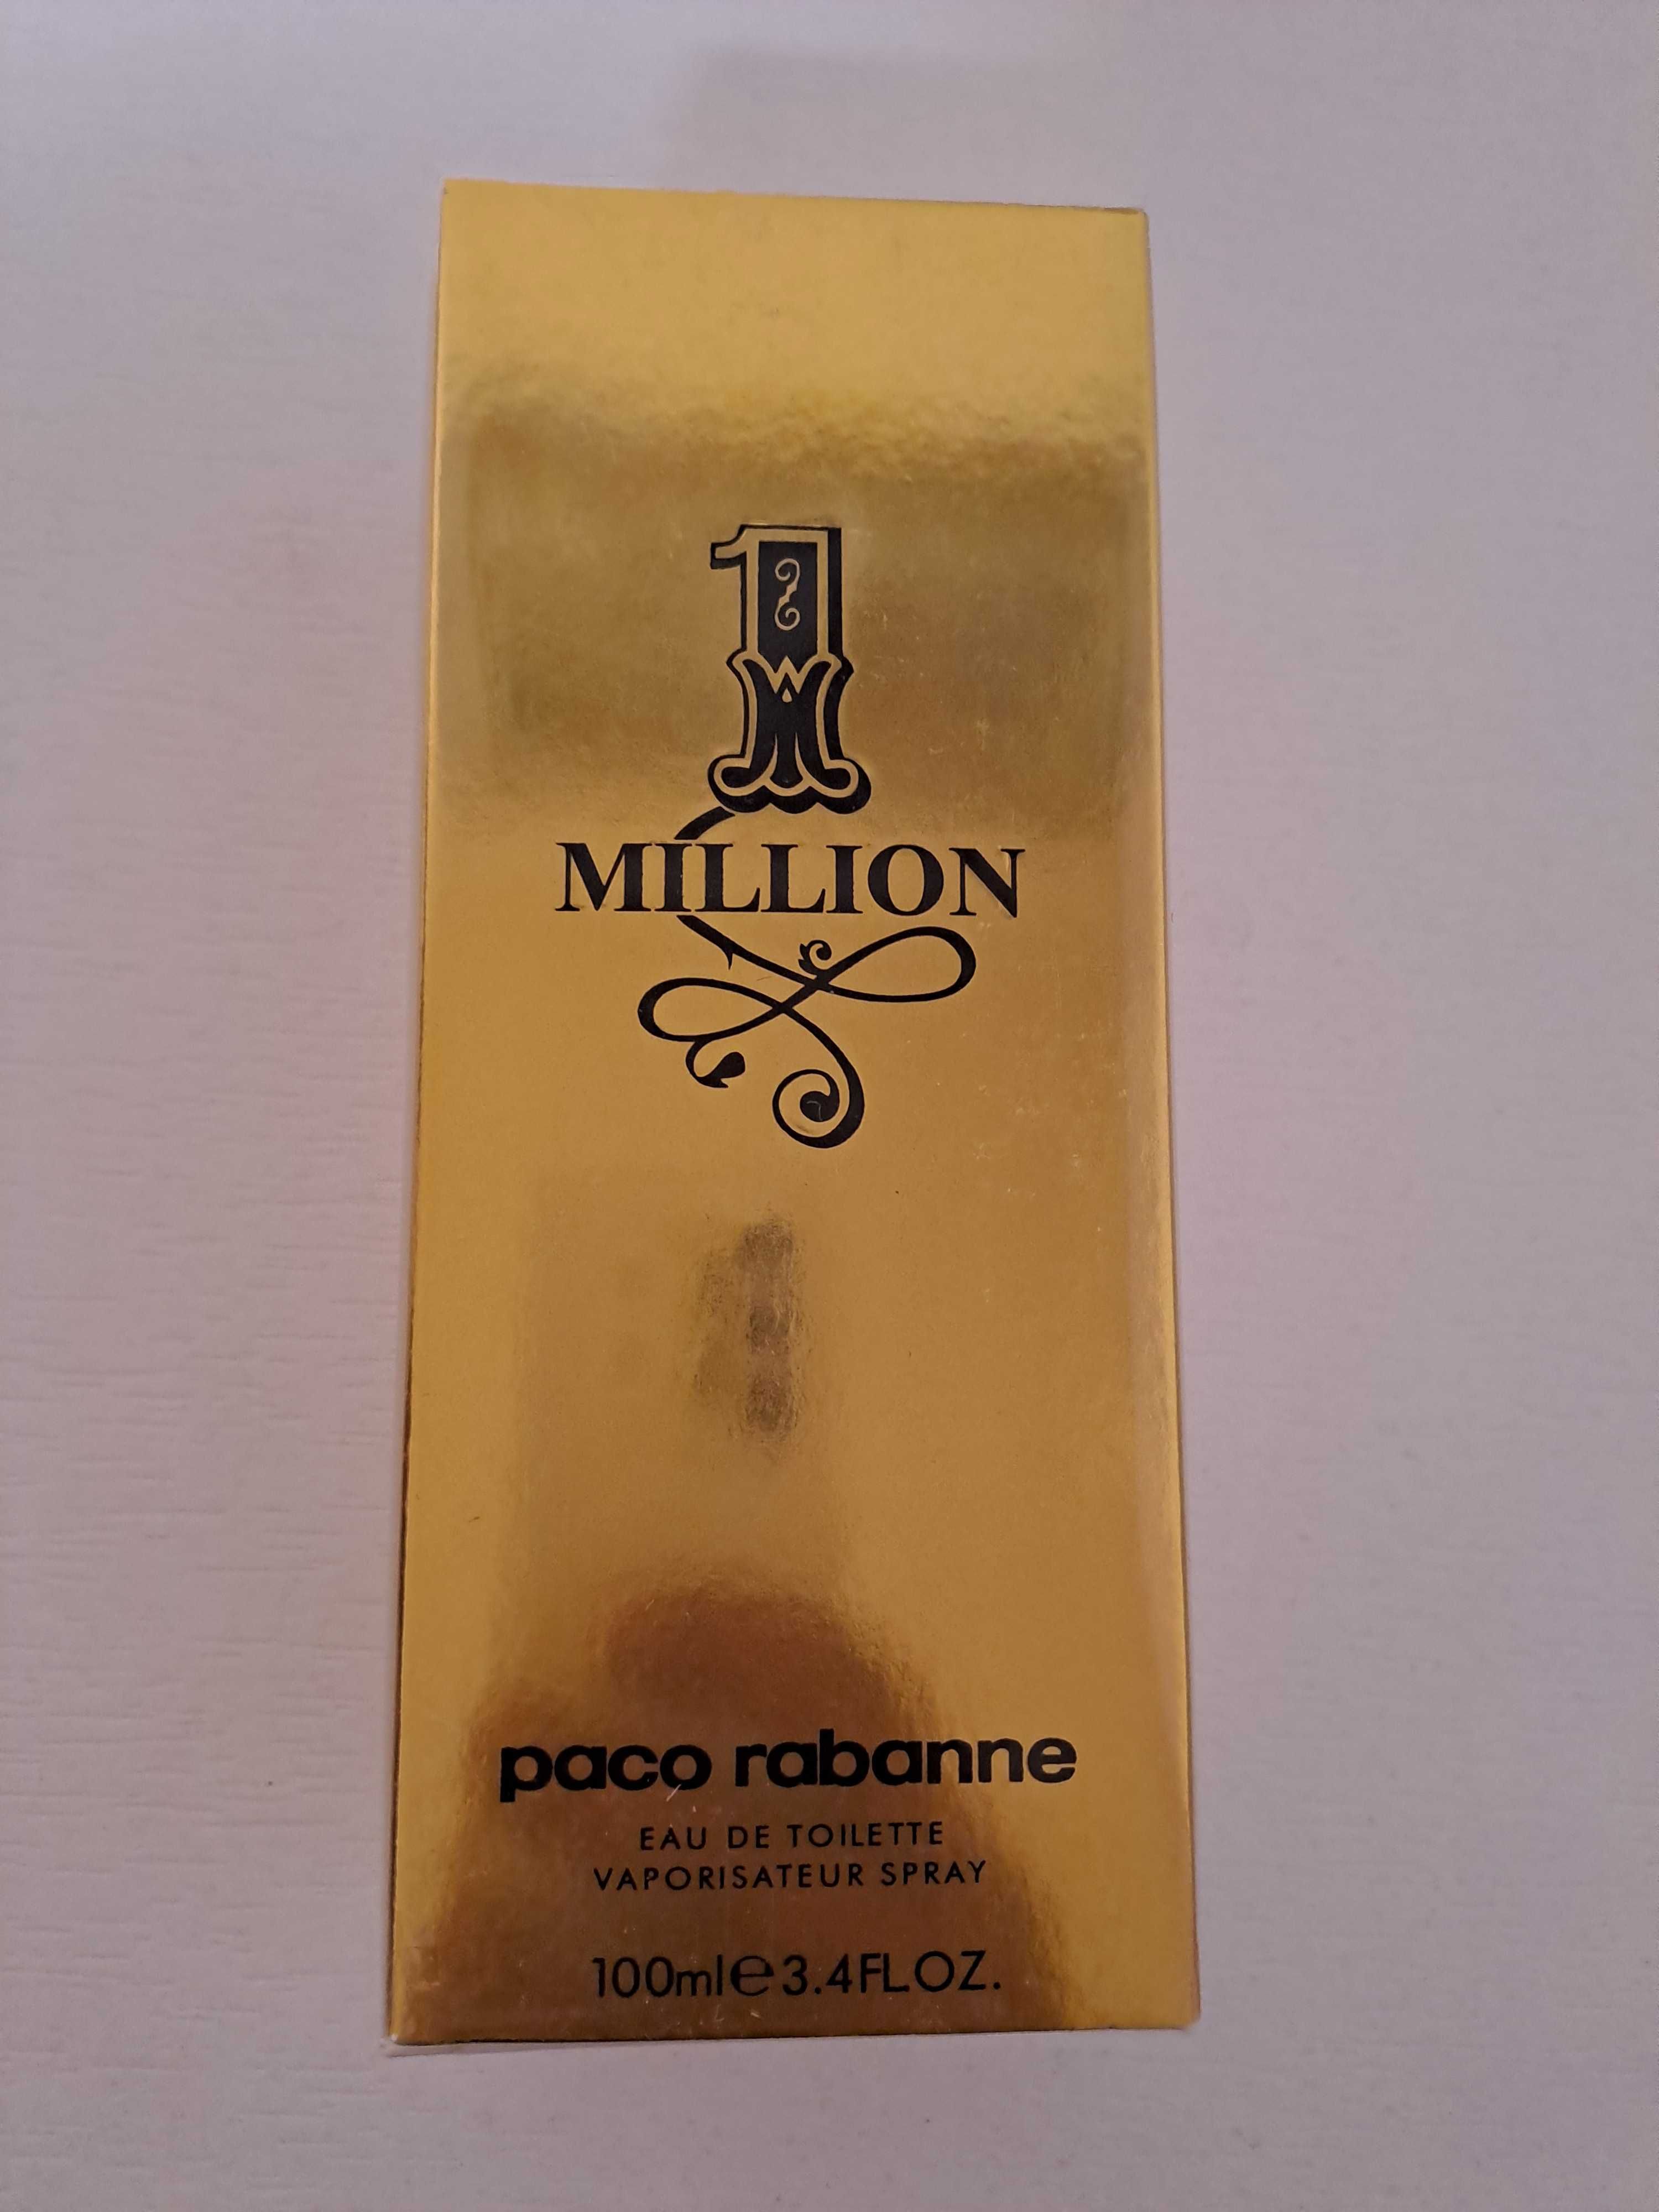 1
MILLION
paco rabanne
EAU DE TOILETTE
VAPORISATEUR SPRAY
100ml℮3.4FL.OZ.